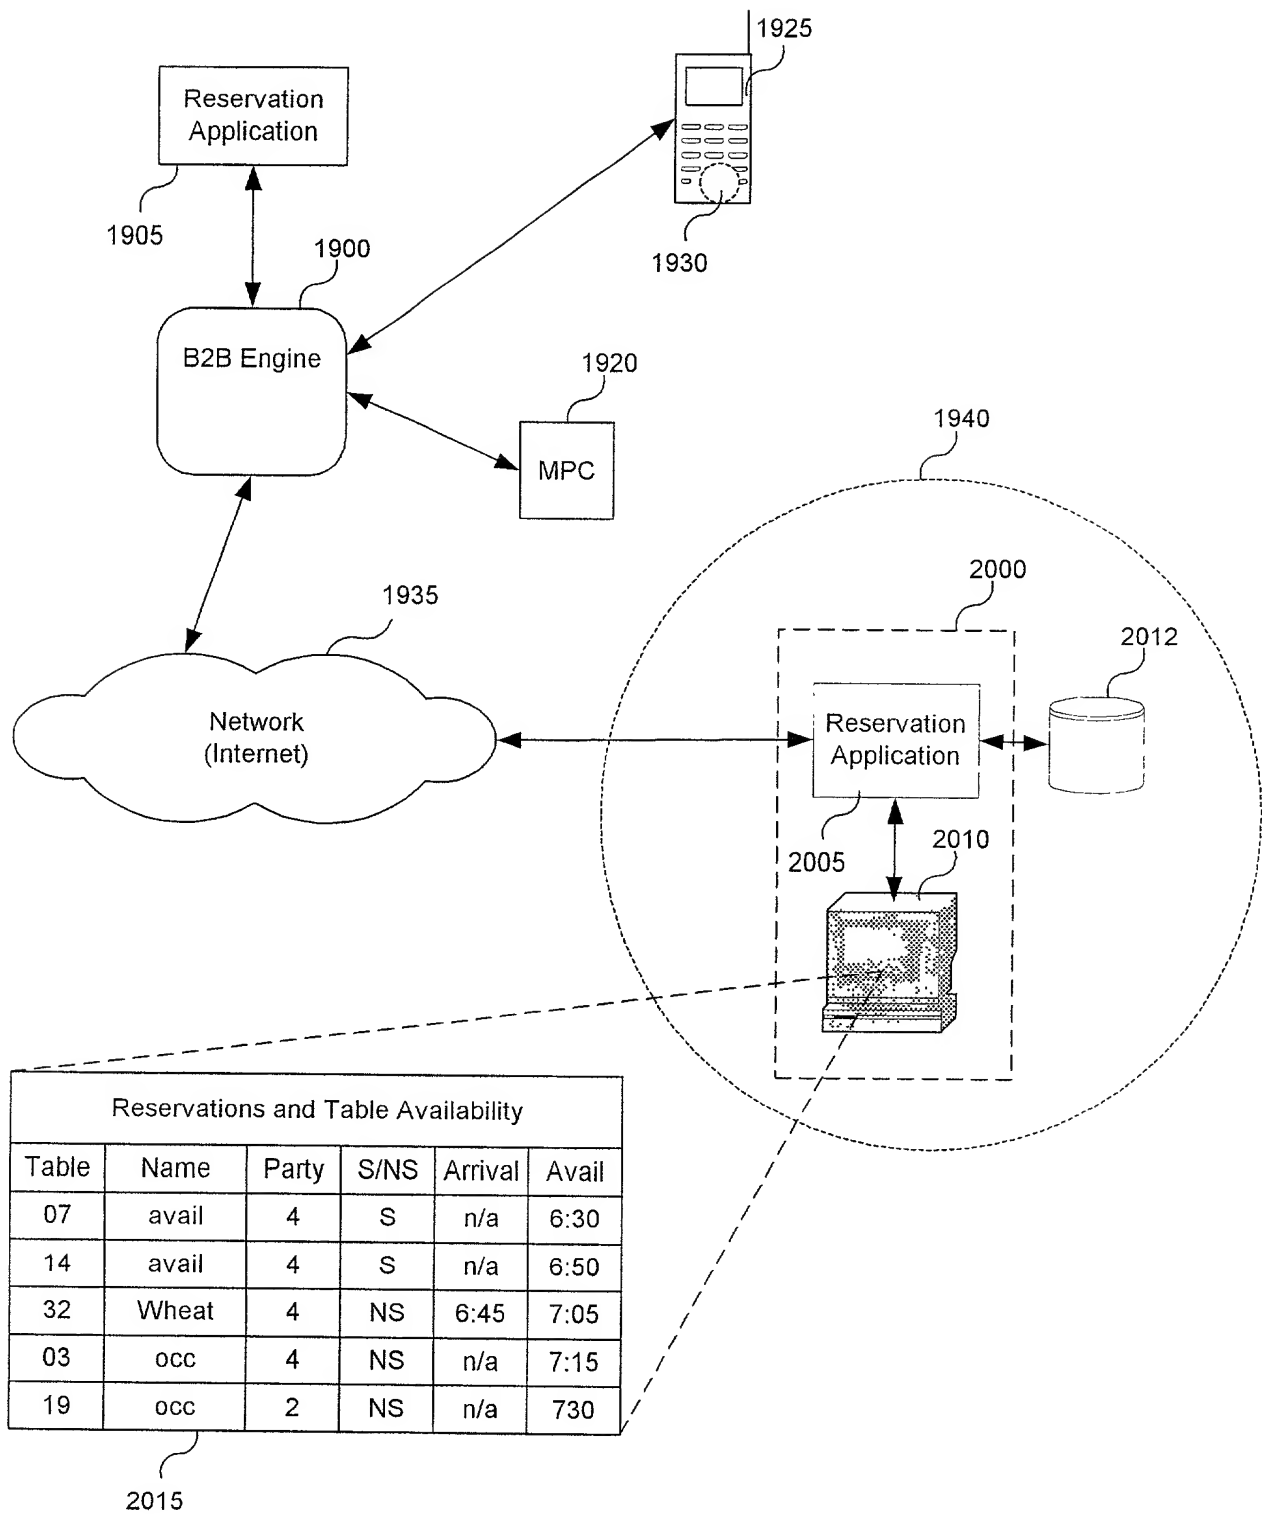 1925
Reservation
Application
1905
1930
1900
B2B Engine
1920
MPC
1940
2000
1935
2012
Network
(Internet)
Reservation
Application
2005
2010
Reservations and Table Availability
Table Name Party S/NS Arrival Avail
07 avail 4 S n/a 6:30
14 avail 4 S n/a 6:50
32 Wheat 4 NS 6:45 7:05
03 occ 4 NS n/a 7:15
19 occ 2 NS n/a 730
2015